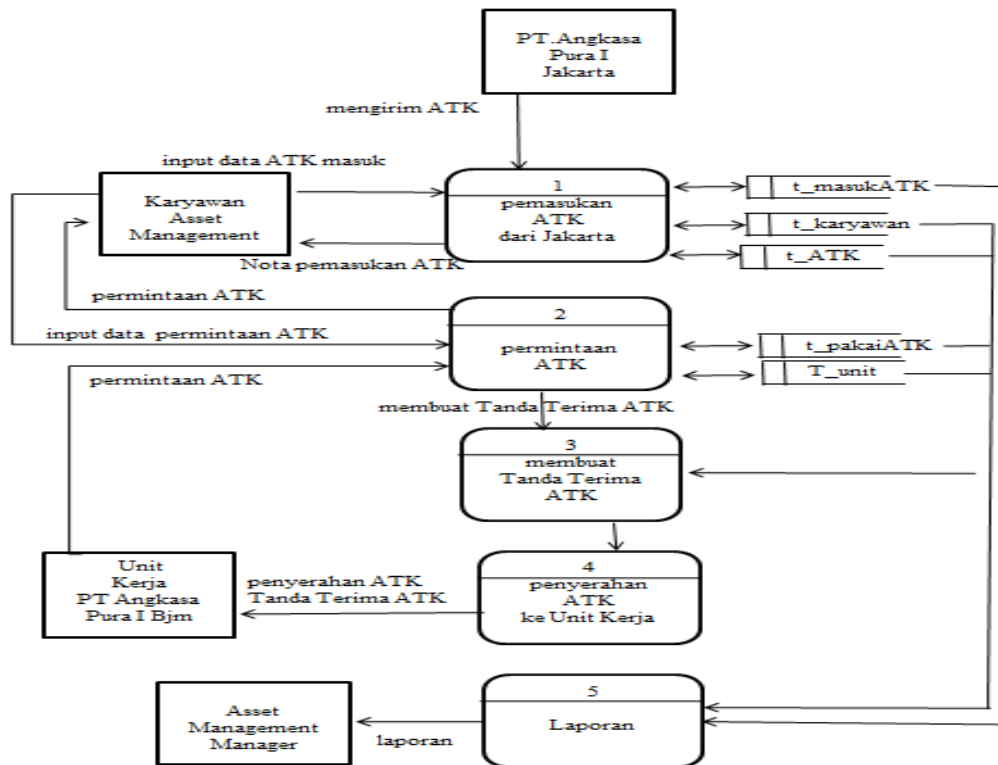 PT.Angkasa
Pura I
Jakarta
mengirim ATK
input data ATK masuk
Karyawan
Asset
Management
1
pemasukan
ATK
dari Jakarta
t_masukATK
t_karyawan
t_ATK
Nota pemasukan ATK
permintaan ATK
input data permintaan ATK
permintaan ATK
2
permintaan
ATK
t_pakaiATK
T_unit
membuat Tanda Terima ATK
3
membuat
Tanda Terima
ATK
Unit
Kerja
PT Angkasa
Pura I Bjm
penyerahan ATK
Tanda Terima ATK
4
penyerahan
ATK
ke Unit Kerja
Asset
Management
Manager
laporan
5
Laporan